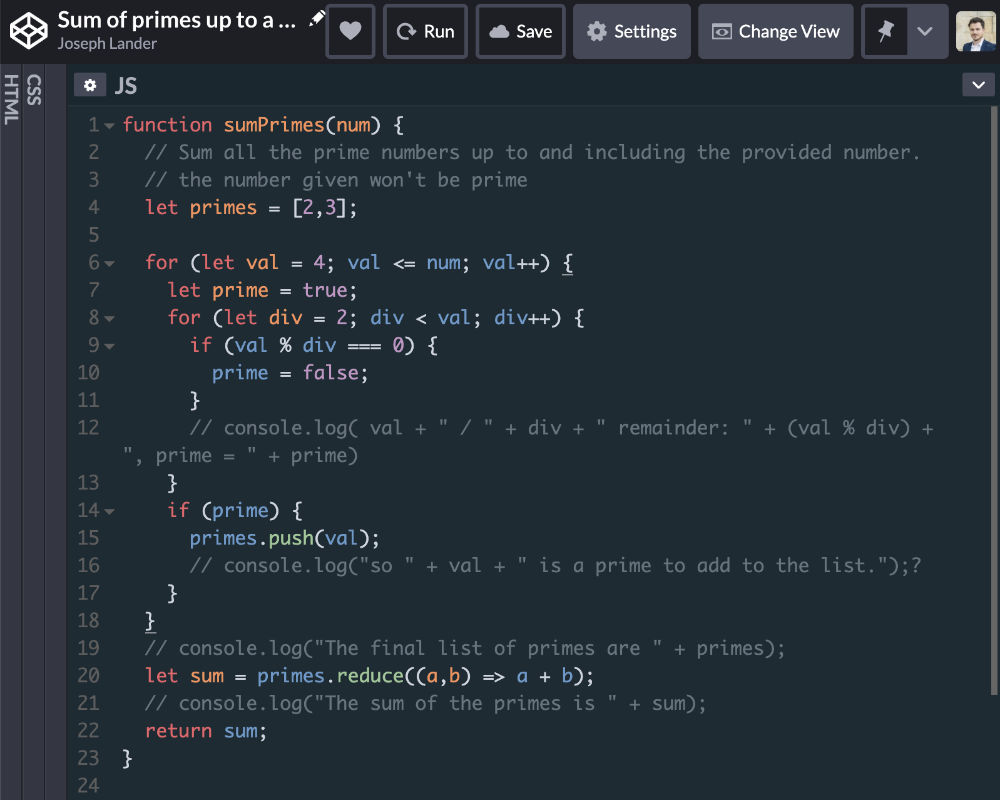 Sum of primes up to a ...
Joseph Lander
Run
Save
Settings
Change View
HTML
CSS
JS
1 function sumPrimes(num) {
2 // Sum all the prime numbers up to and including the provided number.
3 // the number given won't be prime
4 let primes = [2,3];
5
6 for (let val = 4; val <= num; val++) {
7 let prime = true;
8 for (let div = 2; div < val; div++) {
9 if (val % div === 0) {
10 prime = false;
11 }
12 // console.log( val + " / " + div + " remainder: " + (val % div) +
", prime = " + prime)
13 }
14 if (prime) {
15 primes.push(val);
16 // console.log("so " + val + " is a prime to add to the list.");?
17 }
18 }
19 // console.log("The final list of primes are " + primes);
20 let sum = primes.reduce((a,b) => a + b);
21 // console.log("The sum of the primes is " + sum);
22 return sum;
23 }
24